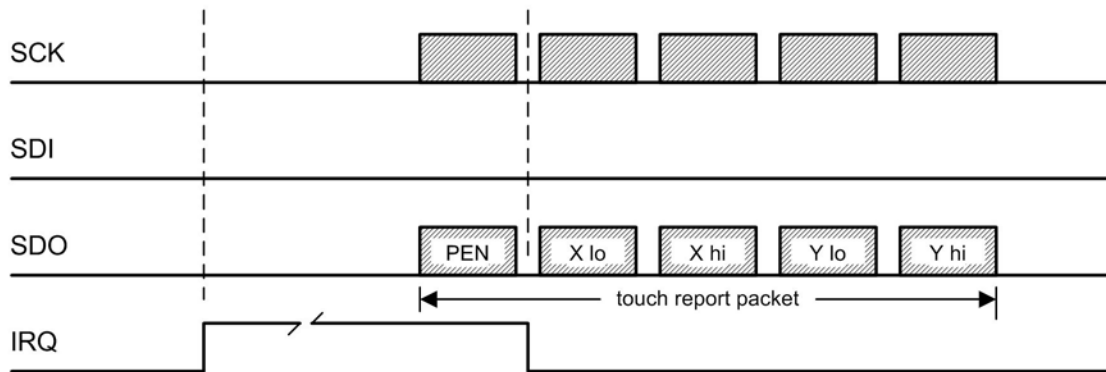 SCK
SDI
SDO PEN X lo X hi Y lo Y hi
touch report packet
IRQ